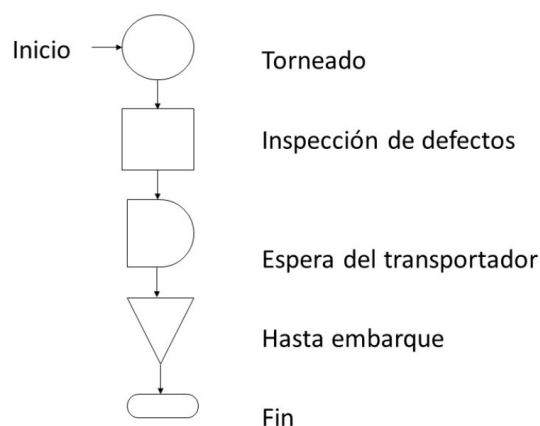 Inicio
Torneado
Inspección de defectos
Espera del transportador
Hasta embarque
Fin